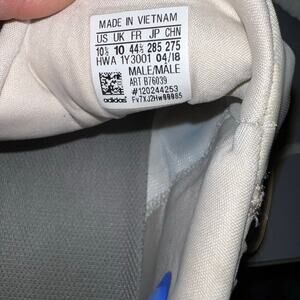 MADE IN VIETNAM
US UK FR JP CHN
10½ 10 44⅔ 285 275
HWA 1Y3001 04/18
MALE/MALE
ART B76039
#120244253
adidas